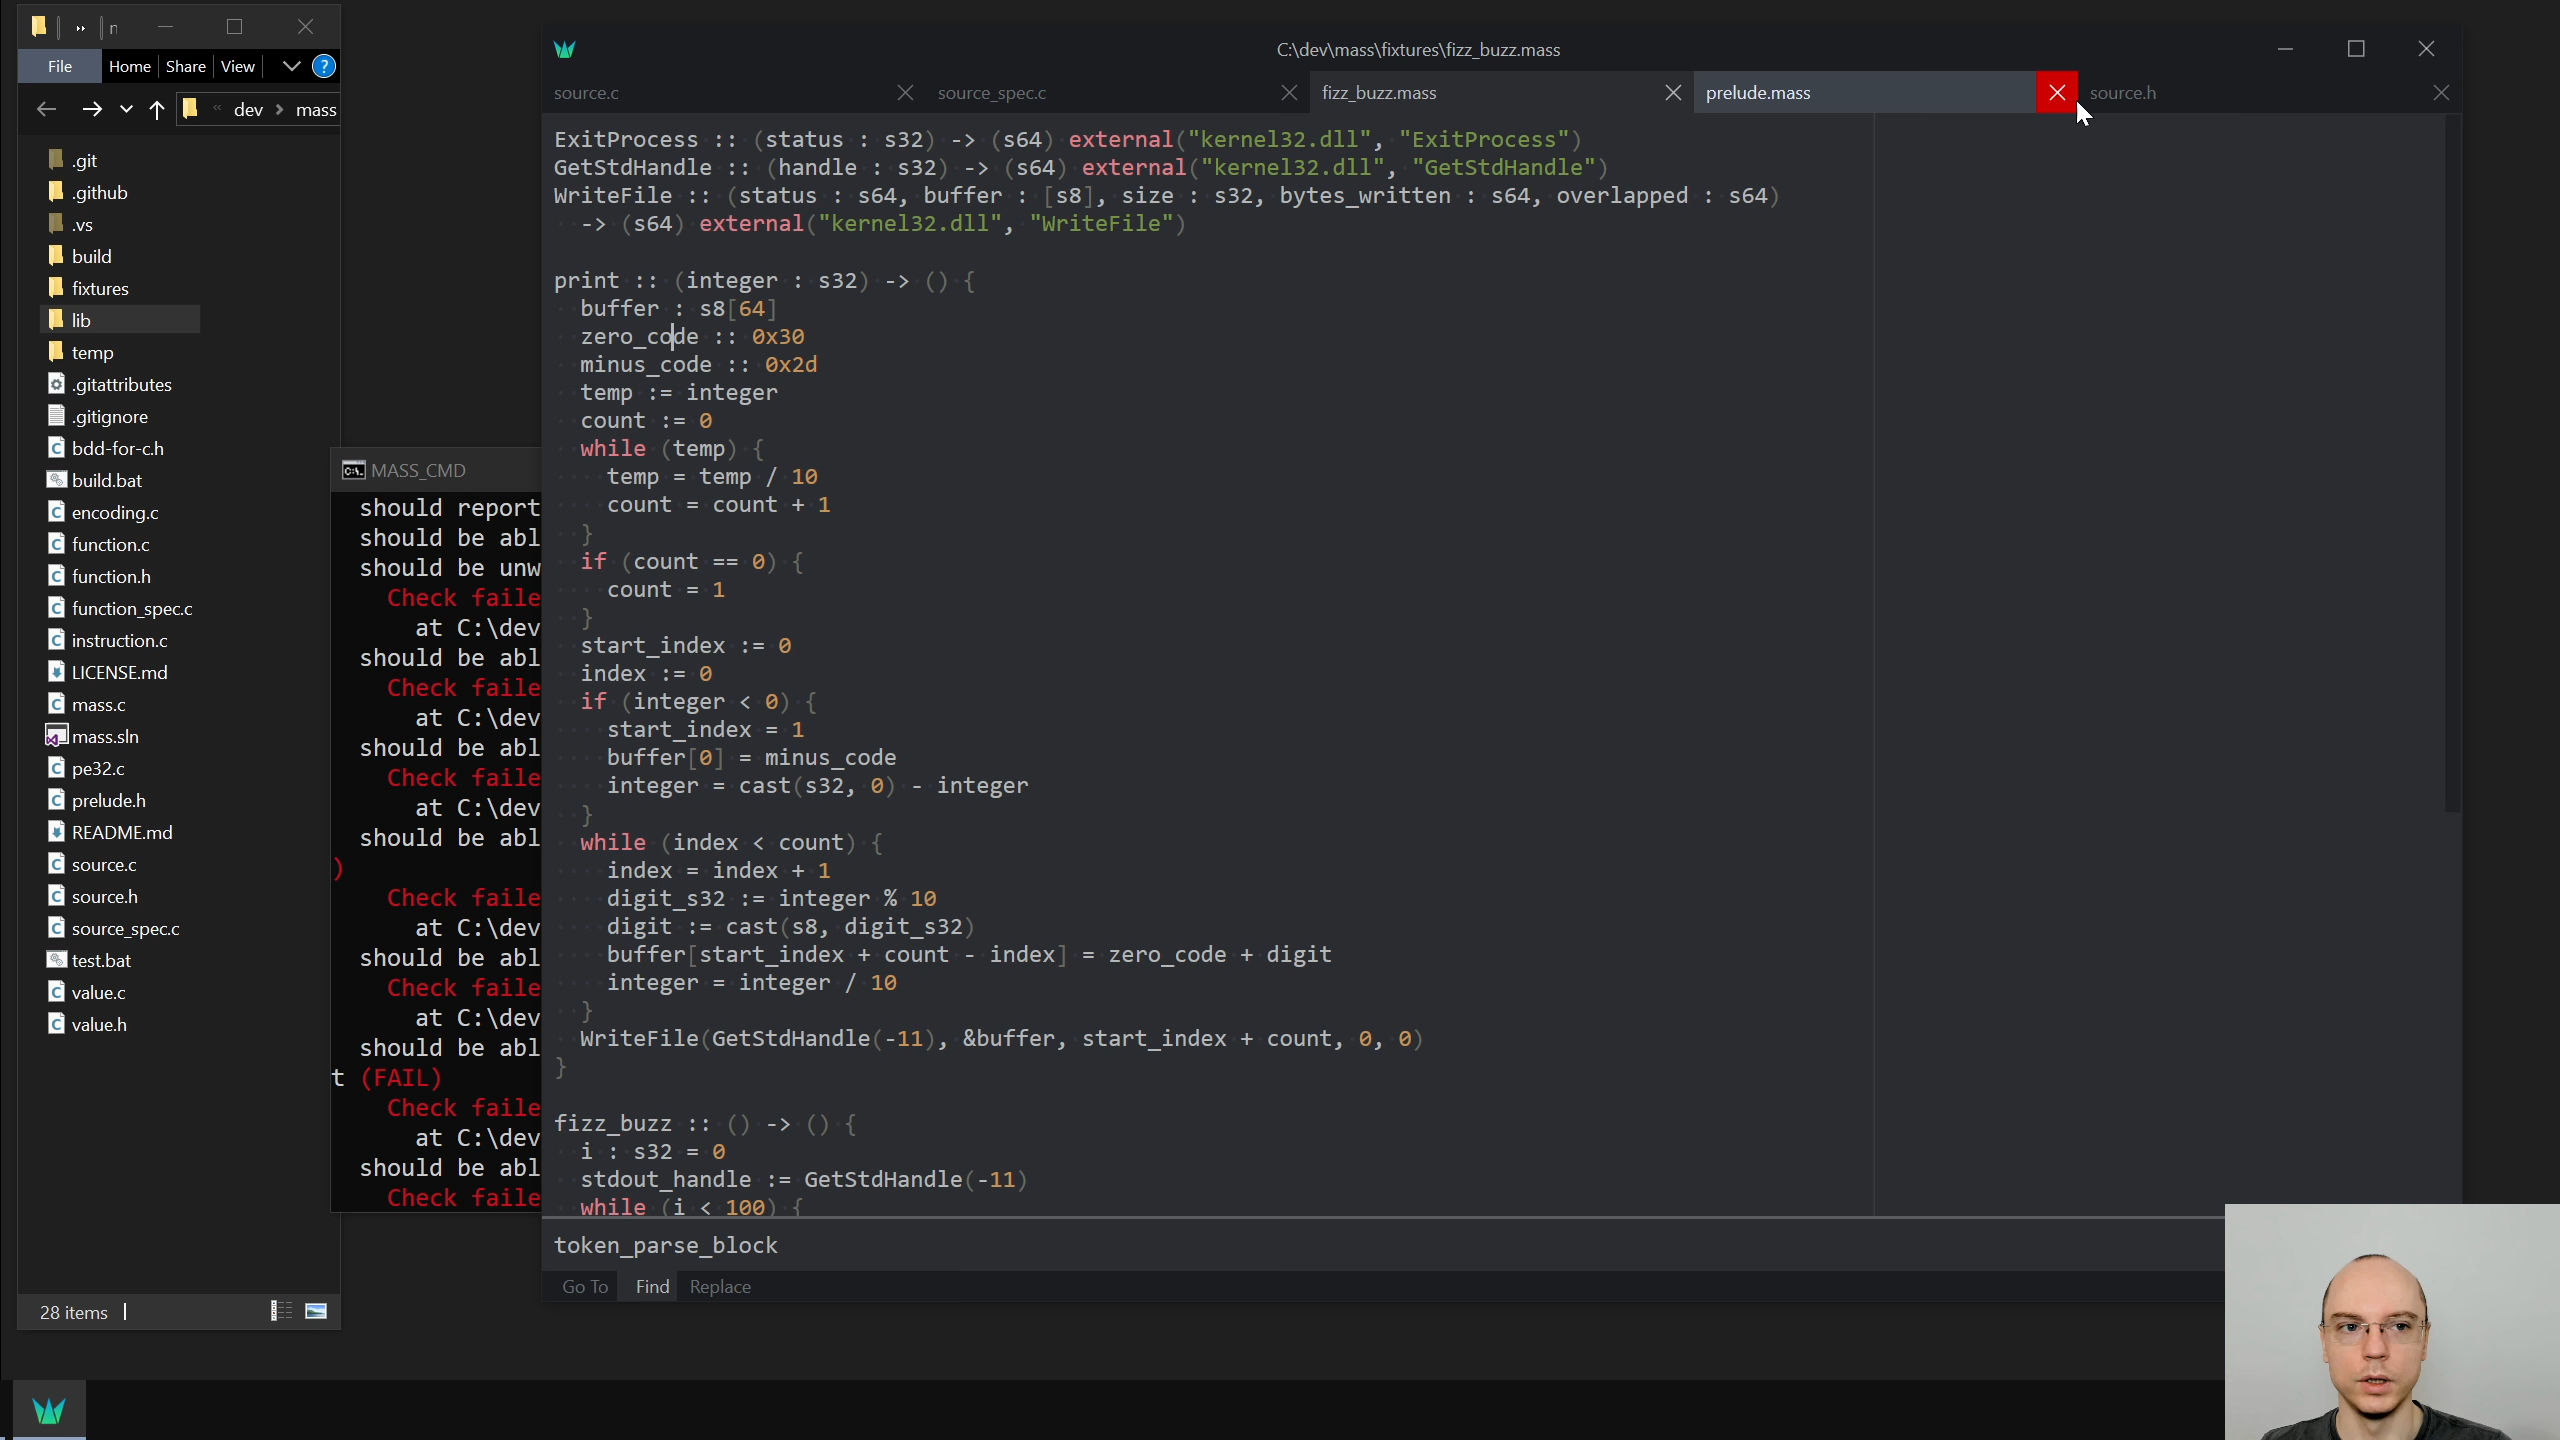 File
Home
Share
View
?
dev > mass
.git
.github
.vs
build
fixtures
lib
temp
.gitattributes
.gitignore
bdd-for-c.h
build.bat
encoding.c
function.c
function.h
function_spec.c
instruction.c
LICENSE.md
mass.c
mass.sln
pe32.c
prelude.h
README.md
source.c
source.h
source_spec.c
test.bat
value.c
value.h
28 items
MASS_CMD
should report
should be abl
should be unw
Check faile
at C:\dev
should be abl
Check faile
at C:\dev
should be abl
Check faile
at C:\dev
should be abl
)
Check faile
at C:\dev
should be abl
Check faile
at C:\dev
should be abl
t (FAIL)
Check faile
at C:\dev
should be abl
Check faile
C:\dev\mass\fixtures\fizz_buzz.mass
source.c
source_spec.c
fizz_buzz.mass
prelude.mass
source.h
ExitProcess :: (status : s32) -> (s64) external("kernel32.dll", "ExitProcess")
GetStdHandle :: (handle : s32) -> (s64) external("kernel32.dll", "GetStdHandle")
WriteFile :: (status : s64, buffer : [s8], size : s32, bytes_written : s64, overlapped : s64)
  -> (s64) external("kernel32.dll", "WriteFile")
print :: (integer : s32) -> () {
  buffer : s8[64]
  zero_code :: 0x30
  minus_code :: 0x2d
  temp := integer
  count := 0
  while (temp) {
    temp = temp / 10
    count = count + 1
  }
  if (count == 0) {
    count = 1
  }
  start_index := 0
  index := 0
  if (integer < 0) {
    start_index = 1
    buffer[0] = minus_code
    integer = cast(s32, 0) - integer
  }
  while (index < count) {
    index = index + 1
    digit_s32 := integer % 10
    digit := cast(s8, digit_s32)
    buffer[start_index + count - index] = zero_code + digit
    integer = integer / 10
  }
  WriteFile(GetStdHandle(-11), &buffer, start_index + count, 0, 0)
}
fizz_buzz :: () -> () {
  i : s32 = 0
  stdout_handle := GetStdHandle(-11)
  while (i < 100) {
token_parse_block
Go To
Find
Replace